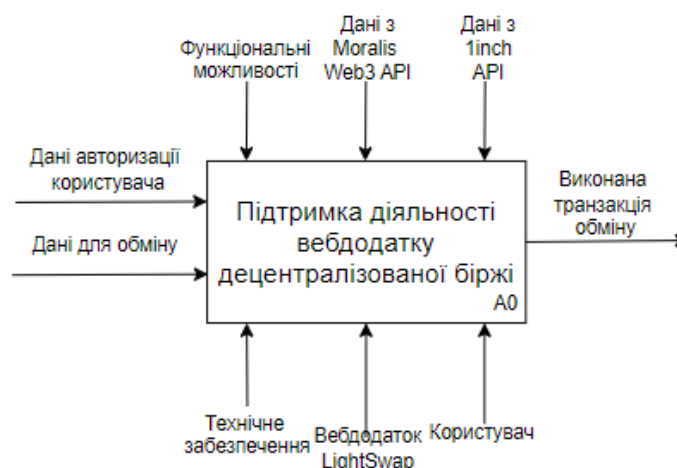 Функціональні
можливості
Дані з
Moralis
Web3 API
Дані з
1inch
API
Дані авторизації
користувача
Дані для обміну
Підтримка діяльності
вебдодатку
децентралізованої біржі
A0
Виконана
транзакція
обміну
Технічне
забезпечення
Вебдодаток
LightSwap
Користувач